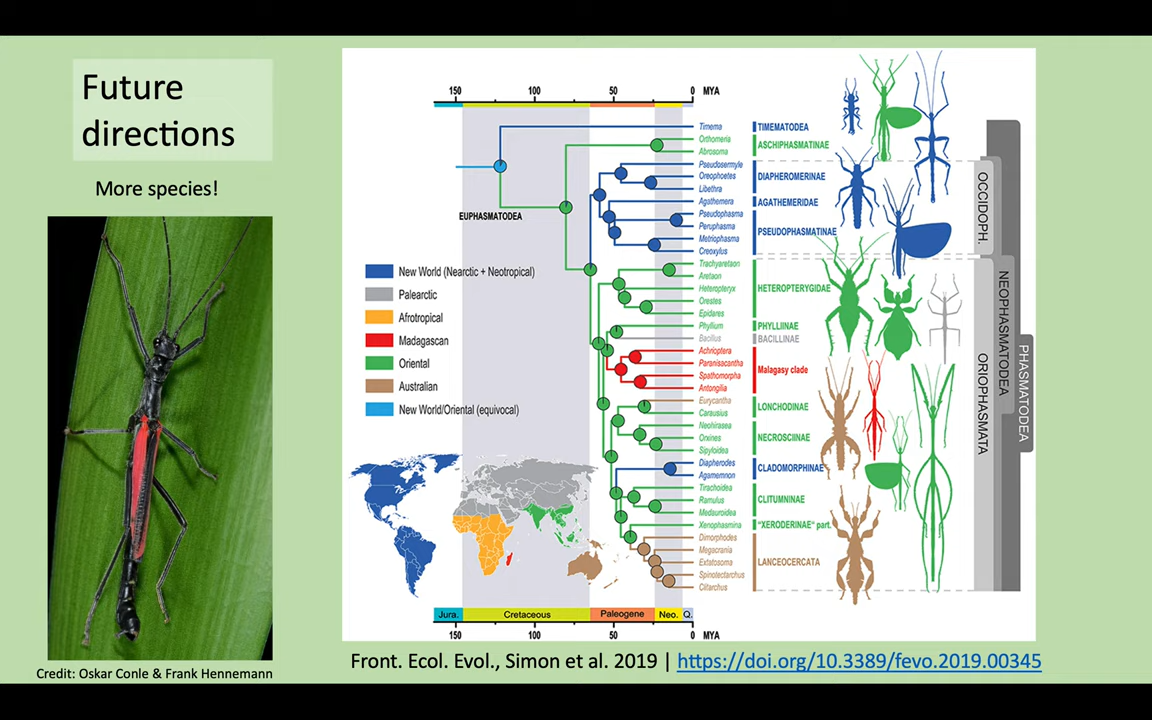 Future
directions
More species!
Credit: Oskar Conle & Frank Hennemann
150 100 50 0 MYA
EUPHASMATODEA
New World (Nearctic + Neotropical)
Palearctic
Afrotropical
Madagascan
Oriental
Australian
New World/Oriental (equivocal)
Timema
Orthomeria
Abrosoma
Pseudosermyle
Oreophoetes
Libethra
Agathemera
Pseudophasma
Peruphasma
Metriophasma
Creoxylus
Trachyaretaon
Aretaon
Heteropteryx
Orestes
Epidares
Phyllium
Bacillus
Achrioptera
Paranisacantha
Spathomorpha
Antongilia
Eurycantha
Carausius
Neohirasea
Orxines
Sipyloidea
Diapherodes
Agamemnon
Tirachoidea
Ramulus
Medauroidea
Xenophasmina
Dimorphodes
Megacrania
Extatosoma
Spinotectarchus
Clitarchus
TIMEMATODEA
ASCHIPHASMATINAE
DIAPHEROMERINAE
AGATHEMERIDAE
PSEUDOPHASMATINAE
HETEROPTERYGIDAE
PHYLLIINAE
BACILLINAE
Malagasy clade
LONCHODINAE
NECROSCIINAE
CLADOMORPHINAE
CLITUMNINAE
"XERODERINAE" part.
LANCEOCERCATA
OCCIDOPH.
ORIOPHASMATA
NEOPHASMATODEA
PHASMATODEA
Jura. Cretaceous Paleogene Neo. Q.
150 100 50 0 MYA
Front. Ecol. Evol., Simon et al. 2019 | https://doi.org/10.3389/fevo.2019.00345